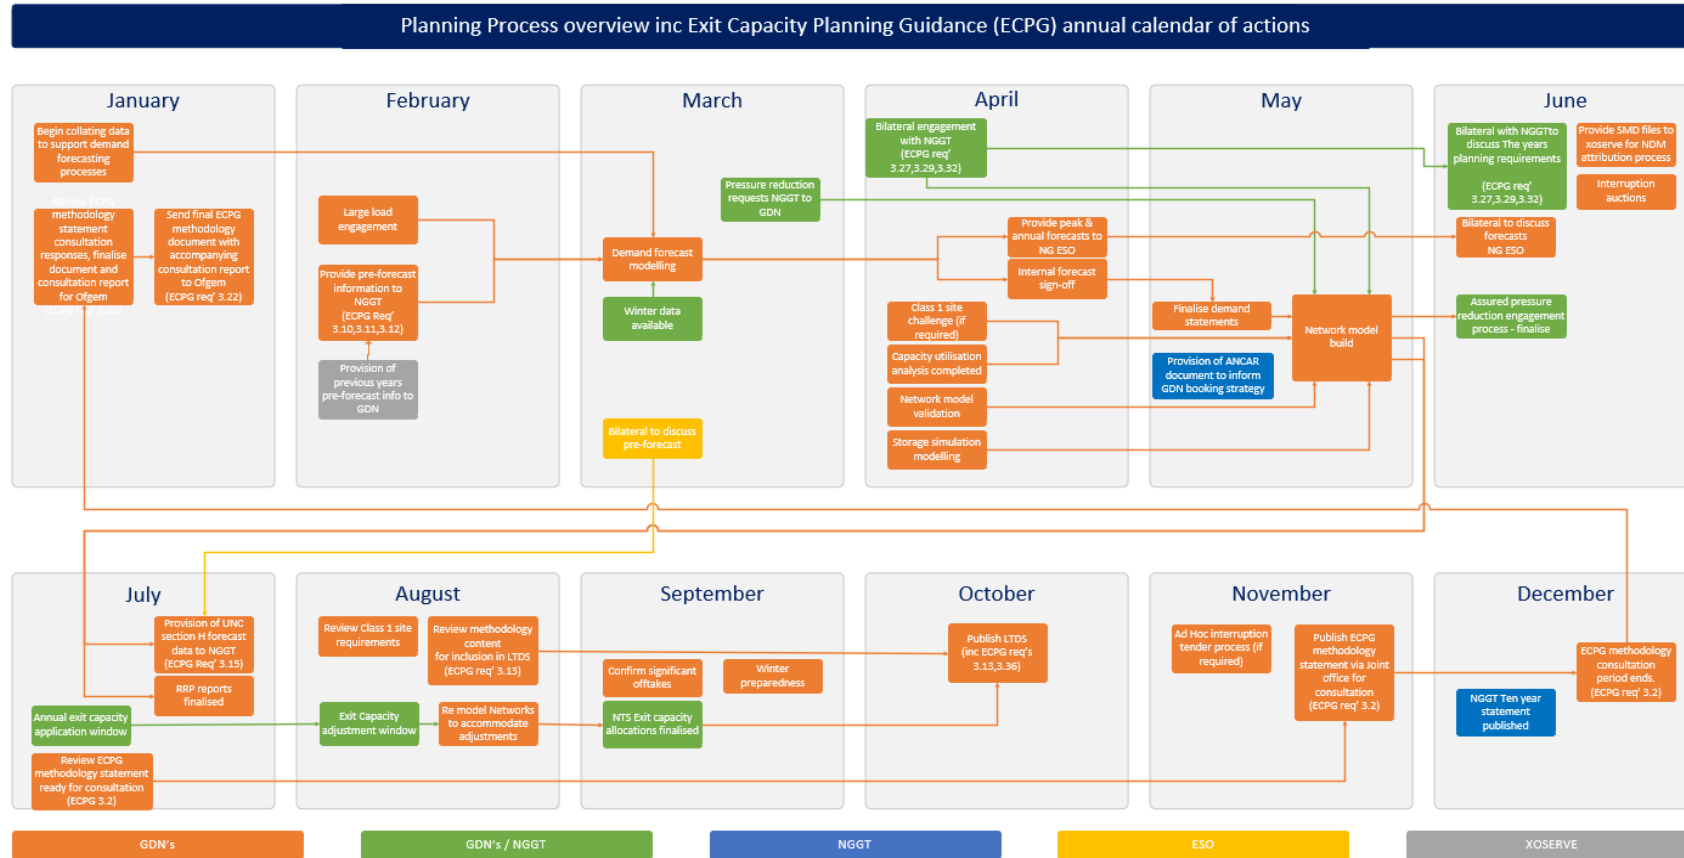 Planning Process overview inc Exit Capacity Planning Guidance (ECPG) annual calendar of actions
January
Begin collating data
to support demand
forecasting
processes
Review ECPG
methodology
statement
consultation
responses, finalise
document and
consultation report
for Ofgem
(ECPG req' 3.22)
Send final ECPG
methodology
document with
accompanying
consultation report
to Ofgem
(ECPG req' 3.22)
February
Large load
engagement
Provide pre-forecast
information to
NGGT
(ECPG Req'
3.10,3.11,3.12)
Provision of
previous years
pre-forecast info to
GDN
March
Pressure reduction
requests NGGT to
GDN
Demand forecast
modelling
Winter data
available
Bilateral to discuss
pre-forecast
April
Bilateral engagement
with NGGT
(ECPG req'
3.27,3.29,3.32)
Provide peak &
annual forecasts to
NG ESO
Internal forecast
sign-off
Class 1 site
challenge (if
required)
Capacity utilisation
analysis completed
Network model
validation
Storage simulation
modelling
May
Finalise demand
statements
Network model
build
Provision of ANCAR
document to inform
GDN booking strategy
June
Bilateral with NGGTto
discuss The years
planning requirements
(ECPG req'
3.27,3.29,3.32)
Provide SMD files to
xoserve for NDM
attribution process
Interruption
auctions
Bilateral to discuss
forecasts
NG ESO
Assured pressure
reduction engagement
process - finalise
July
Provision of UNC
section H forecast
data to NGGT
(ECPG Req' 3.15)
RRP reports
finalised
Annual exit capacity
application window
Review ECPG
methodology statement
ready for consultation
(ECPG 3.2)
August
Review Class 1 site
requirements
Review methodology
content
for inclusion in LTDS
(ECPG req' 3.13)
Exit Capacity
adjustment window
Re model Networks
to accommodate
adjustments
September
Confirm significant
offtakes
Winter
preparedness
NTS Exit capacity
allocations finalised
October
Publish LTDS
(inc ECPG req's
3.13,3.36)
November
Ad Hoc interruption
tender process (if
required)
Publish ECPG
methodology
statement via Joint
office for
consultation
(ECPG req' 3.2)
December
ECPG methodology
consultation
period ends.
(ECPG req' 3.2)
NGGT Ten year
statement
published
GDN's
GDN's / NGGT
NGGT
ESO
XOSERVE